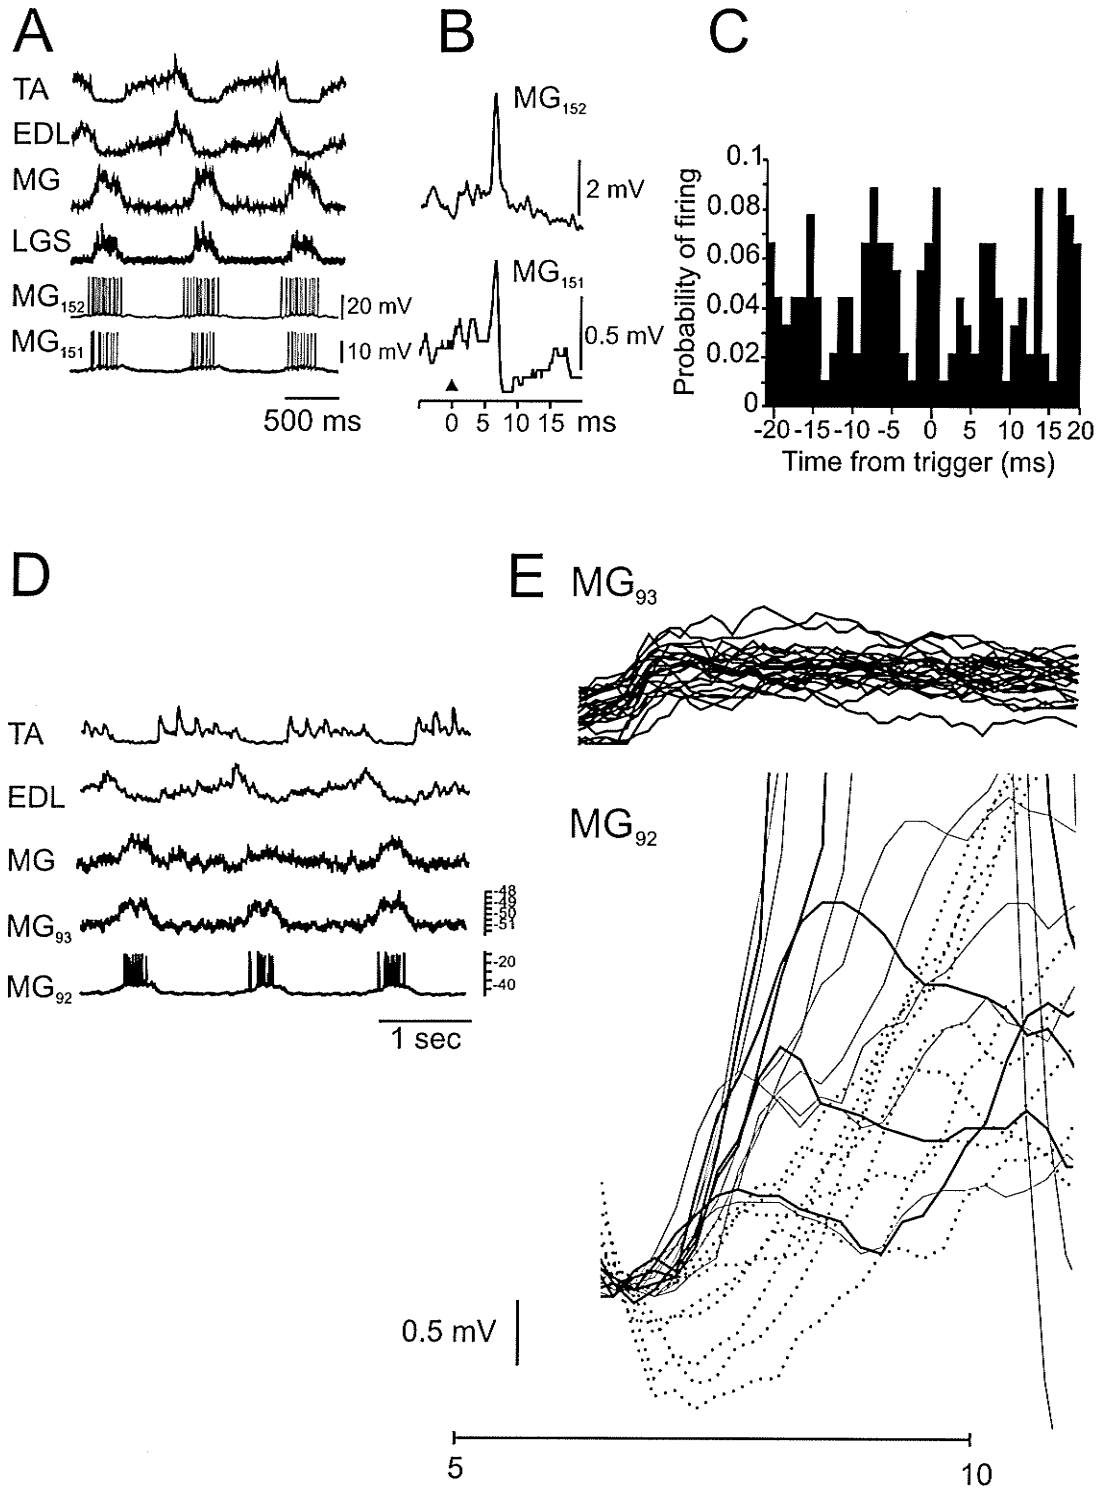 A
TA
EDL
MG
LGS
MG152
20 mV
MG151
10 mV
500 ms
B
MG152
2 mV
MG151
0.5 mV
0 5 10 15 ms
C
Probability of firing
0.1
0.08
0.06
0.04
0.02
0
-20 -15 -10 -5 0 5 10 15 20
Time from trigger (ms)
D
TA
EDL
MG
MG93
-48
-49
-50
-51
MG92
-20
-40
1 sec
E
MG93
MG92
0.5 mV
5 10